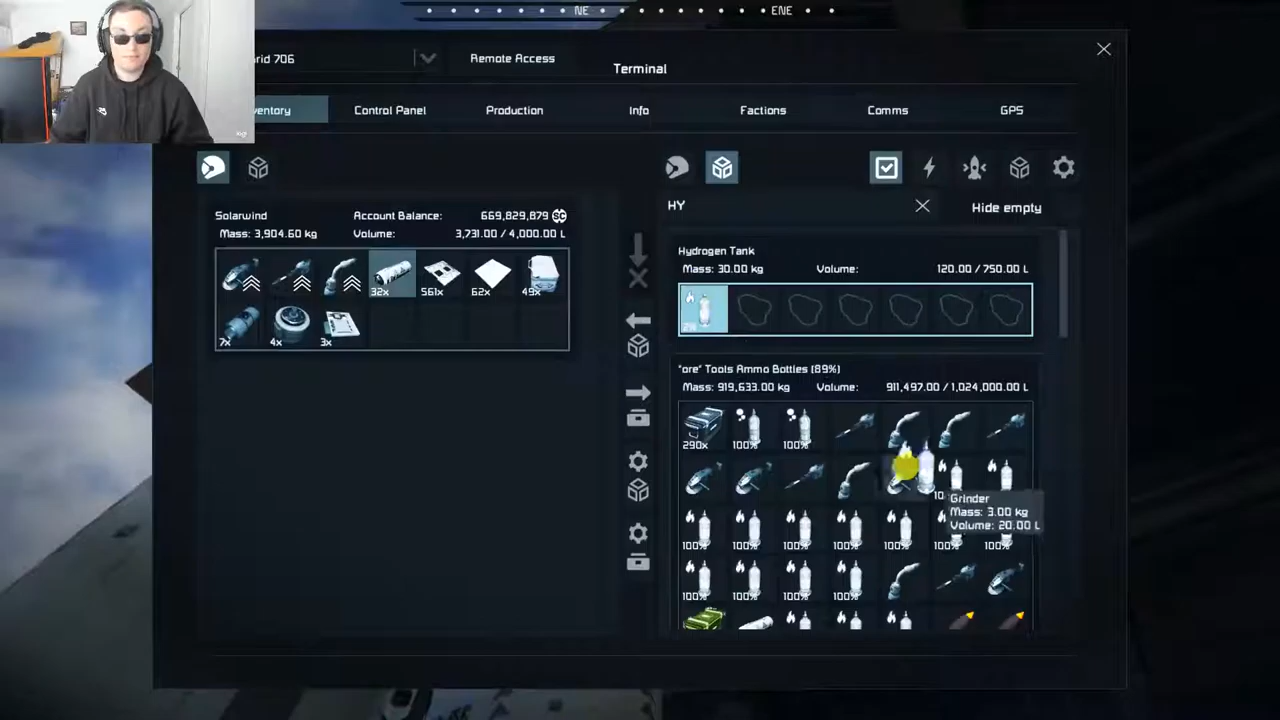 NE
ENE
rid 706
Remote Access
Terminal
ventory
Control Panel
Production
Info
Factions
Comms
GPS
HY
Hide empty
Solarwind
Account Balance:
669,829,879 SC
Mass: 3,904.60 kg
Volume:
3,731.00 / 4,000.00 L
32x
561x
62x
49x
7x
4x
3x
Hydrogen Tank
Mass: 30.00 kg
Volume:
120.00 / 750.00 L
"ore" Tools Ammo Bottles (89%)
Mass: 919,633.00 kg
Volume:
911,497.00 / 1,024,000.00 L
290x
100%
100%
10
Grinder
Mass: 3.00 kg
Volume: 20.00 L
100%
100%
100%
100%
100%
100%
100%
100%
100%
100%
100%